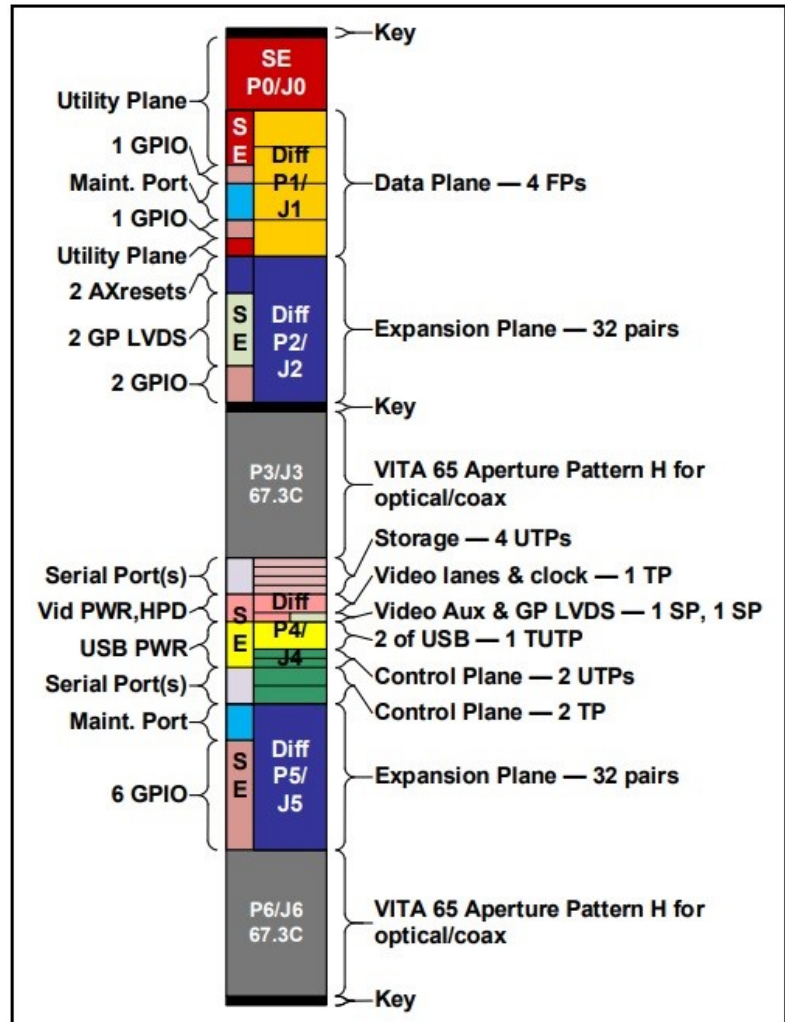 Key
SE
P0/J0
Utility Plane
1 GPIO
Maint. Port
1 GPIO
Utility Plane
S
E
Diff
P1/
J1
Data Plane — 4 FPs
2 AXresets
2 GP LVDS
2 GPIO
S
E
Diff
P2/
J2
Expansion Plane — 32 pairs
Key
P3/J3
67.3C
VITA 65 Aperture Pattern H for
optical/coax
Serial Port(s)
Vid PWR,HPD
USB PWR
Serial Port(s)
S
E
Diff
P4/
J4
Storage — 4 UTPs
Video lanes & clock — 1 TP
Video Aux & GP LVDS — 1 SP, 1 SP
2 of USB — 1 TUTP
Control Plane — 2 UTPs
Control Plane — 2 TP
Maint. Port
6 GPIO
S
E
Diff
P5/
J5
Expansion Plane — 32 pairs
P6/J6
67.3C
VITA 65 Aperture Pattern H for
optical/coax
Key